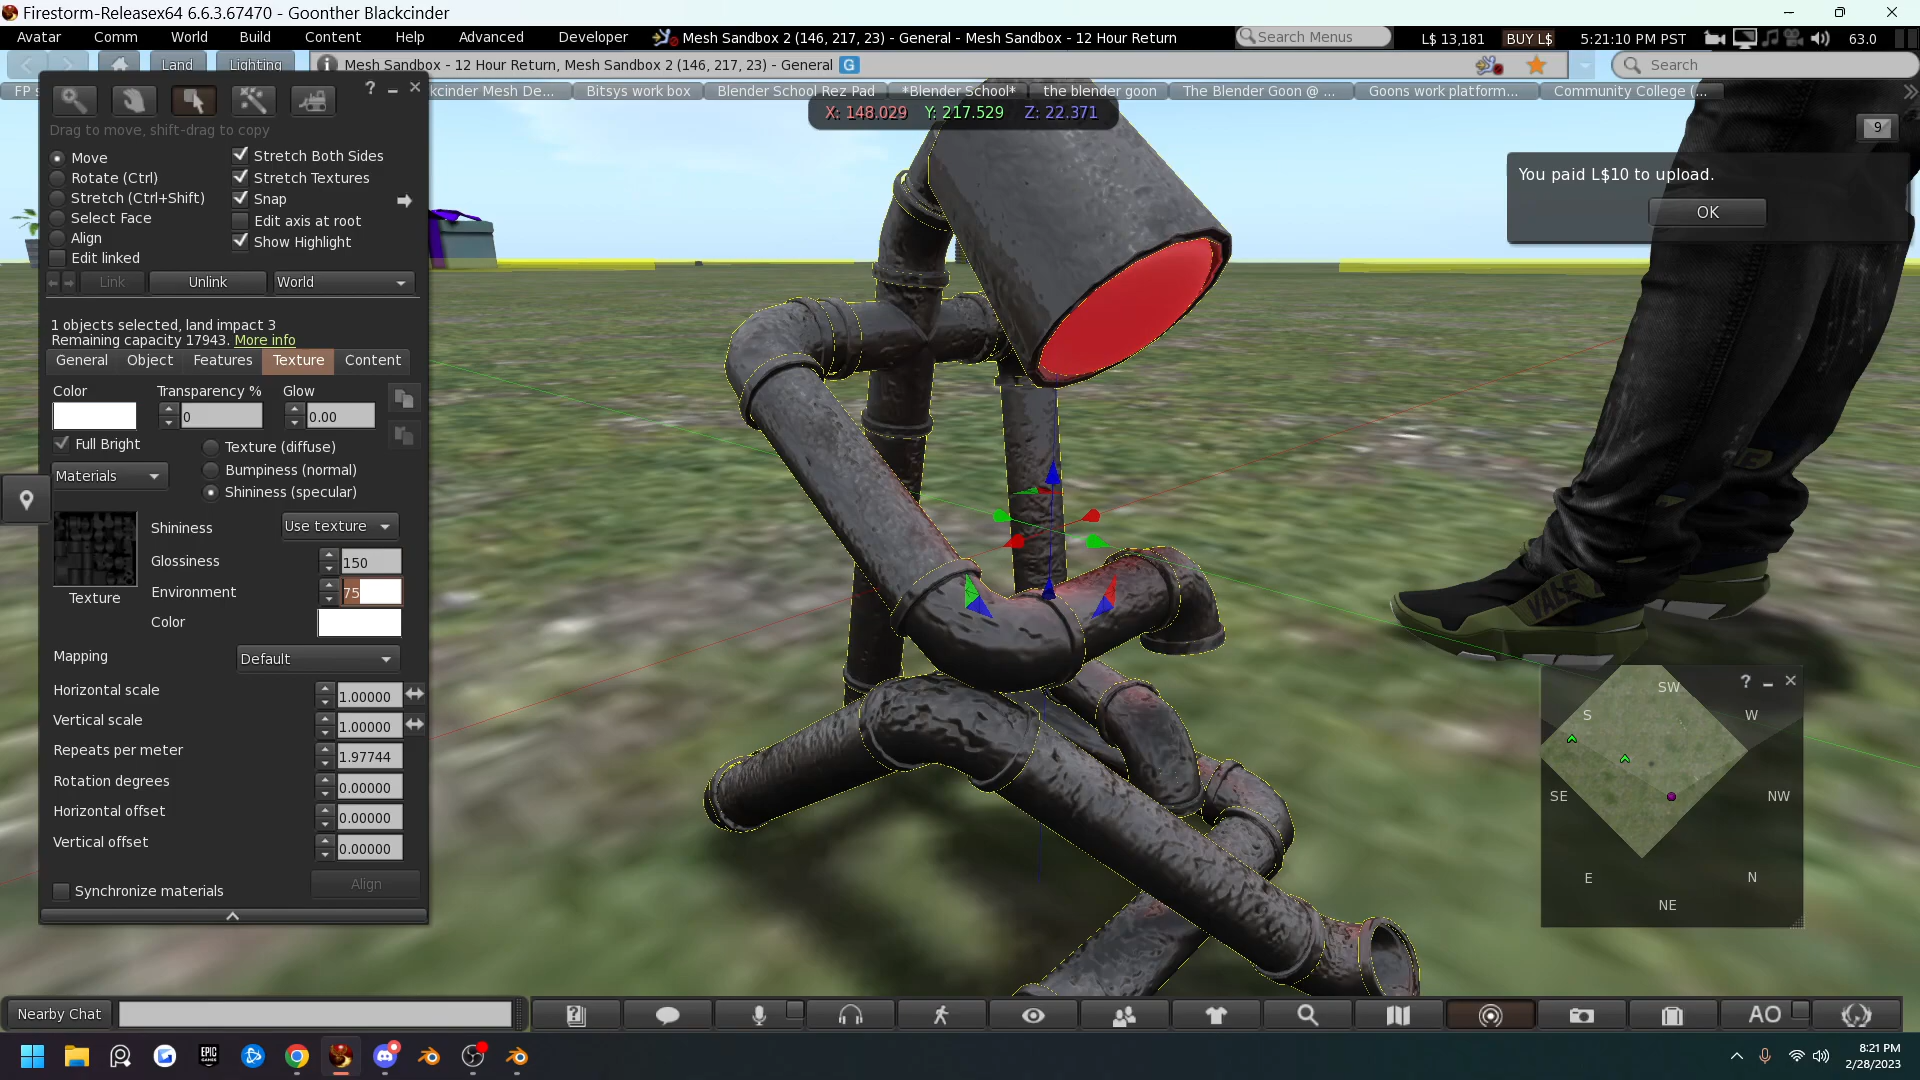 Firestorm-Releasex64 6.6.3.67470 - Goonther Blackcinder
Avatar Comm World Build Content Help Advanced Developer Mesh Sandbox 2 (146, 217, 23) - General - Mesh Sandbox - 12 Hour Return Search Menus L$ 13,181 BUY L$ 5:21:10 PM PST 63.0
Land Lighting Mesh Sandbox - 12 Hour Return, Mesh Sandbox 2 (146, 217, 23) - General G Search
FP s kcinder Mesh De... Bitsys work box Blender School Rez Pad *Blender School* the blender goon The Blender Goon @ ... Goons work platform... Community College (...
X: 148.029 Y: 217.529 Z: 22.371
9
You paid L$10 to upload.
OK
?
Drag to move, shift-drag to copy
Move
Rotate (Ctrl)
Stretch (Ctrl+Shift)
Select Face
Align
Edit linked
Stretch Both Sides
Stretch Textures
Snap
Edit axis at root
Show Highlight
Link Unlink World
1 objects selected, land impact 3
Remaining capacity 17943. More info
General Object Features Texture Content
Color Transparency % Glow
0 0.00
Full Bright
Materials
Texture (diffuse)
Bumpiness (normal)
Shininess (specular)
Texture
Shininess Use texture
Glossiness 150
Environment 75
Color
Mapping Default
Horizontal scale 1.00000
Vertical scale 1.00000
Repeats per meter 1.97744
Rotation degrees 0.00000
Horizontal offset 0.00000
Vertical offset 0.00000
Synchronize materials Align
VALE
?
SW
S W
SE NW
E N
NE
Nearby Chat
AO
EPIC GAMES
8:21 PM
2/28/2023